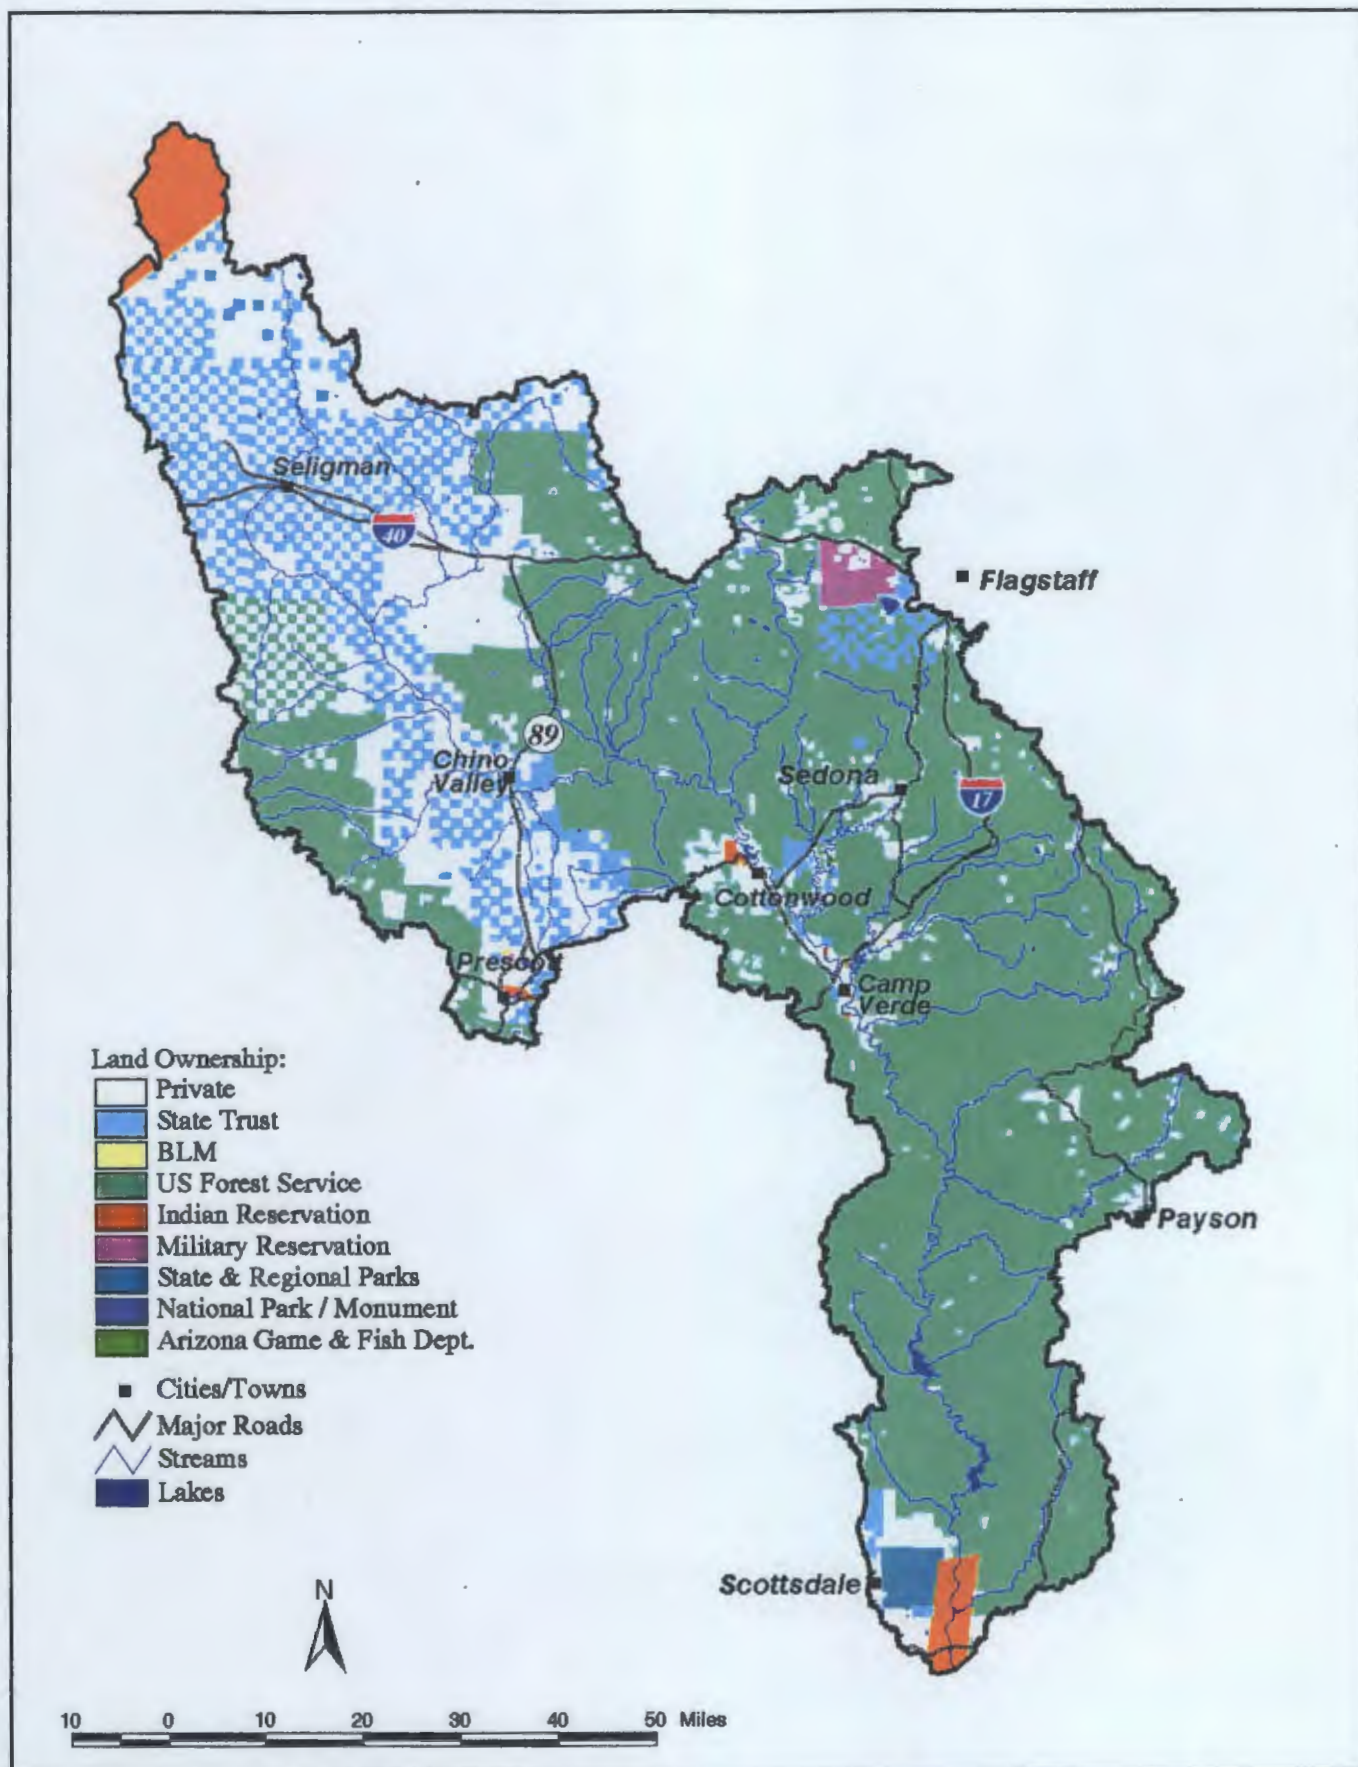 Seligman
40
Flagstaff
89
Chino
Valley
Sedona
17
Cottonwood
Prescott
Camp
Verde
Land Ownership:
Private
State Trust
BLM
US Forest Service
Indian Reservation
Military Reservation
State & Regional Parks
National Park / Monument
Arizona Game & Fish Dept.
Cities/Towns
Major Roads
Streams
Lakes
Payson
Scottsdale
N
10 0 10 20 30 40 50 Miles